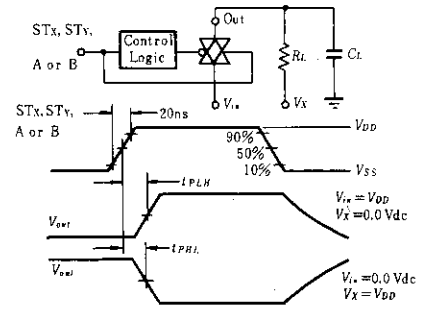 STX, STY,
A or B
Control
Logic
Out
RL
CL
Vin
VX
STX, STY,
A or B
20ns
90%
50%
10%
VDD
VSS
tPLH
Vout
Vin=VDD
VX=0.0 Vdc
tPHL
Vout
Vin=0.0 Vdc
VX=VDD